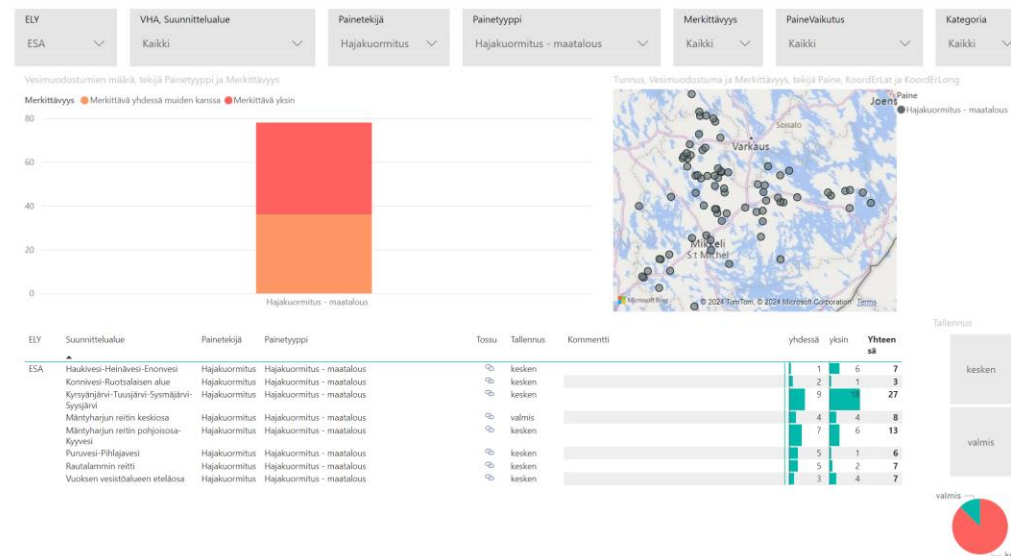 ELY VHA, Suunnittelualue Painetekijä Painetyyppi Merkittävyys PaineVaikutus Kategoria
ESA Kaikki Hajakuormitus Hajakuormitus - maatalous Kaikki Kaikki Kaikki
Vesimuodostumien määrä, tekijä Painetyyppi ja Merkittävyys
Merkittävyys Merkittävä yhdessä muiden kanssa Merkittävä yksin
80
60
40
20
0
Hajakuormitus - maatalous
Tunnus, Vesimuodostuma ja Merkittävyys, tekijä Paine, KoordErLat ja KoordErLong
Joens
Soisalo
Varkaus
Mikkeli
S:t Michel
Microsoft Bing © 2024 TomTom, © 2024 Microsoft Corporation Terms
Paine
Hajakuormitus - maatalous
ELY Suunnittelualue Painetekijä Painetyyppi Tossu Tallennus Kommentti yhdessä yksin Yhteen
sä
ESA Haukivesi-Heinävesi-Enonvesi Hajakuormitus Hajakuormitus - maatalous kesken 1 6 7
Konnivesi-Ruotsalaisen alue Hajakuormitus Hajakuormitus - maatalous kesken 2 1 3
Kyrsyänjärvi-Tuusjärvi-Sysmäjärvi- Hajakuormitus Hajakuormitus - maatalous kesken 9 18 27
Syysjärvi
Mäntyharjun reitin keskiosa Hajakuormitus Hajakuormitus - maatalous valmis 4 4 8
Mäntyharjun reitin pohjoisosa- Hajakuormitus Hajakuormitus - maatalous kesken 7 6 13
Kyyvesi
Puruvesi-Pihlajavesi Hajakuormitus Hajakuormitus - maatalous kesken 5 1 6
Rautalammin reitti Hajakuormitus Hajakuormitus - maatalous kesken 5 2 7
Vuoksen vesistöalueen eteläosa Hajakuormitus Hajakuormitus - maatalous kesken 3 4 7
Tallennus
kesken
valmis
valmis